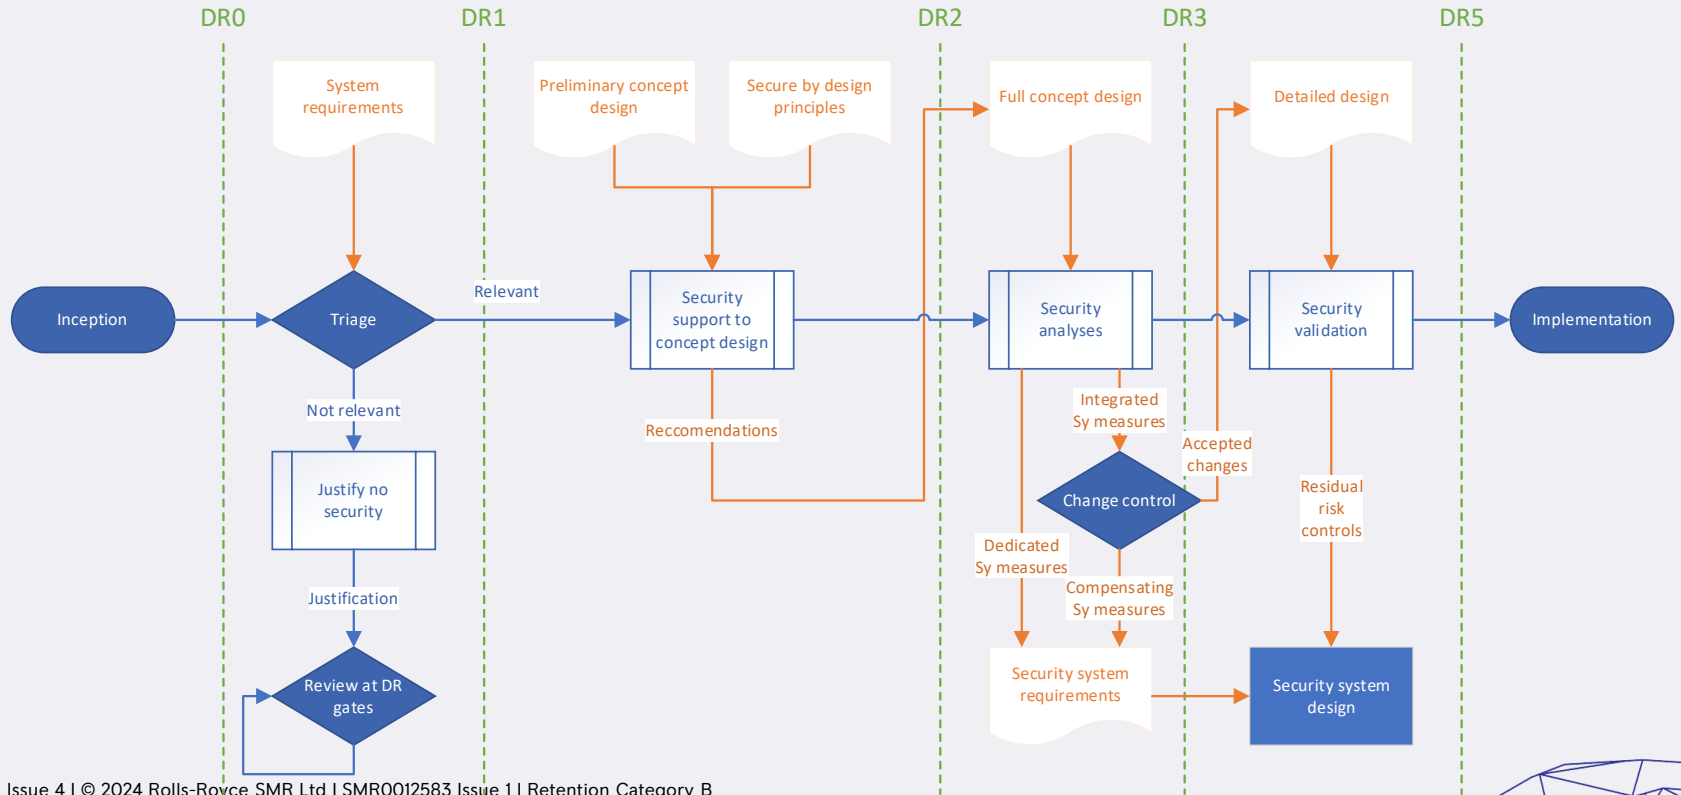 DR0
DR1
DR2
DR3
DR5
System
requirements
Preliminary concept
design
Secure by design
principles
Full concept design
Detailed design
Inception
Triage
Relevant
Security
support to
concept design
Security
analyses
Security
validation
Implementation
Not relevant
Reccomendations
Integrated
Sy measures
Accepted
changes
Justify no
security
Change control
Residual
risk
controls
Dedicated
Sy measures
Compensating
Sy measures
Justification
Review at DR
gates
Security system
requirements
Security system
design
Issue 4 | © 2024 Rolls-Royce SMR Ltd | SMR0012583 Issue 1 | Retention Category B